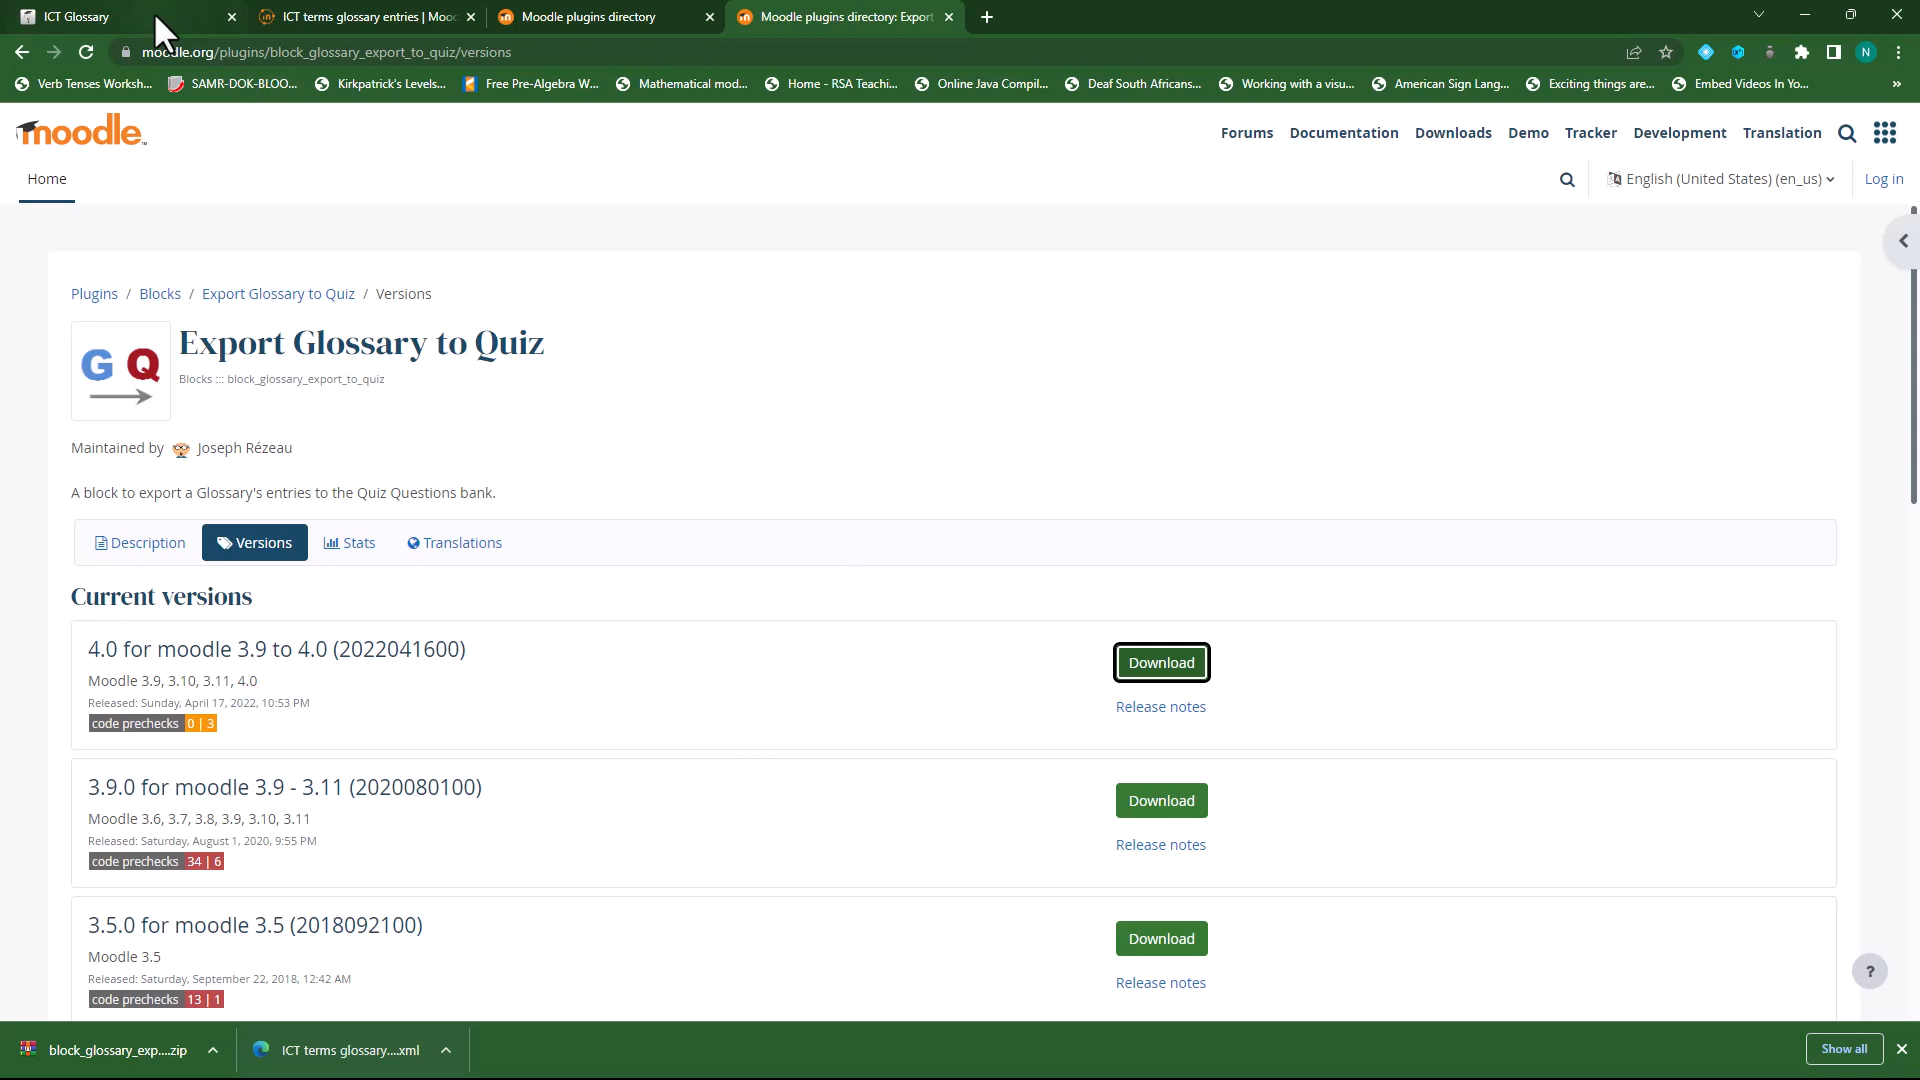 ICT Glossary
ICT terms glossary entries | Mood
Moodle plugins directory
Moodle plugins directory: Export
moodle.org/plugins/block_glossary_export_to_quiz/versions
N
Verb Tenses Worksh...
SAMR-DOK-BLOO...
Kirkpatrick's Levels...
Free Pre-Algebra W...
Mathematical mod...
Home - RSA Teachi...
Online Java Compil...
Deaf South Africans...
Working with a visu...
American Sign Lang...
Exciting things are...
Embed Videos In Yo...
»
moodle
Forums
Documentation
Downloads
Demo
Tracker
Development
Translation
Home
English (United States) (en_us)
Log in
Plugins / Blocks / Export Glossary to Quiz / Versions
G Q
Export Glossary to Quiz
Blocks ::: block_glossary_export_to_quiz
Maintained by Joseph Rézeau
A block to export a Glossary's entries to the Quiz Questions bank.
Description
Versions
Stats
Translations
Current versions
4.0 for moodle 3.9 to 4.0 (2022041600)
Moodle 3.9, 3.10, 3.11, 4.0
Released: Sunday, April 17, 2022, 10:53 PM
code prechecks 0 | 3
Download
Release notes
3.9.0 for moodle 3.9 - 3.11 (2020080100)
Moodle 3.6, 3.7, 3.8, 3.9, 3.10, 3.11
Released: Saturday, August 1, 2020, 9:55 PM
code prechecks 34 | 6
Download
Release notes
3.5.0 for moodle 3.5 (2018092100)
Moodle 3.5
Released: Saturday, September 22, 2018, 12:42 AM
code prechecks 13 | 1
Download
Release notes
?
block_glossary_exp....zip
ICT terms glossary....xml
Show all